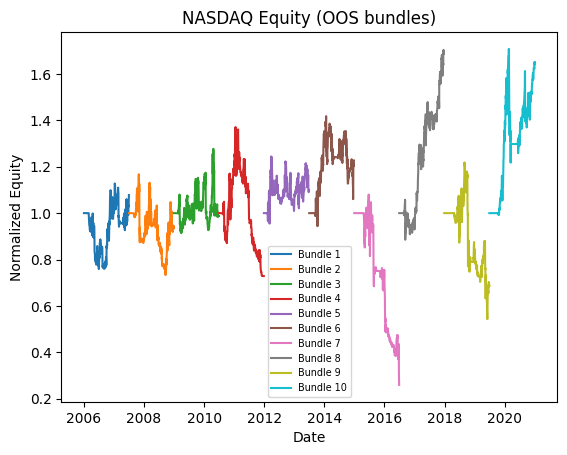 NASDAQ Equity (OOS bundles)
Normalized Equity
1.6
1.4
1.2
1.0
0.8
0.6
0.4
0.2
Bundle 1
Bundle 2
Bundle 3
Bundle 4
Bundle 5
Bundle 6
Bundle 7
Bundle 8
Bundle 9
Bundle 10
2006 2008 2010 2012 2014 2016 2018 2020
Date